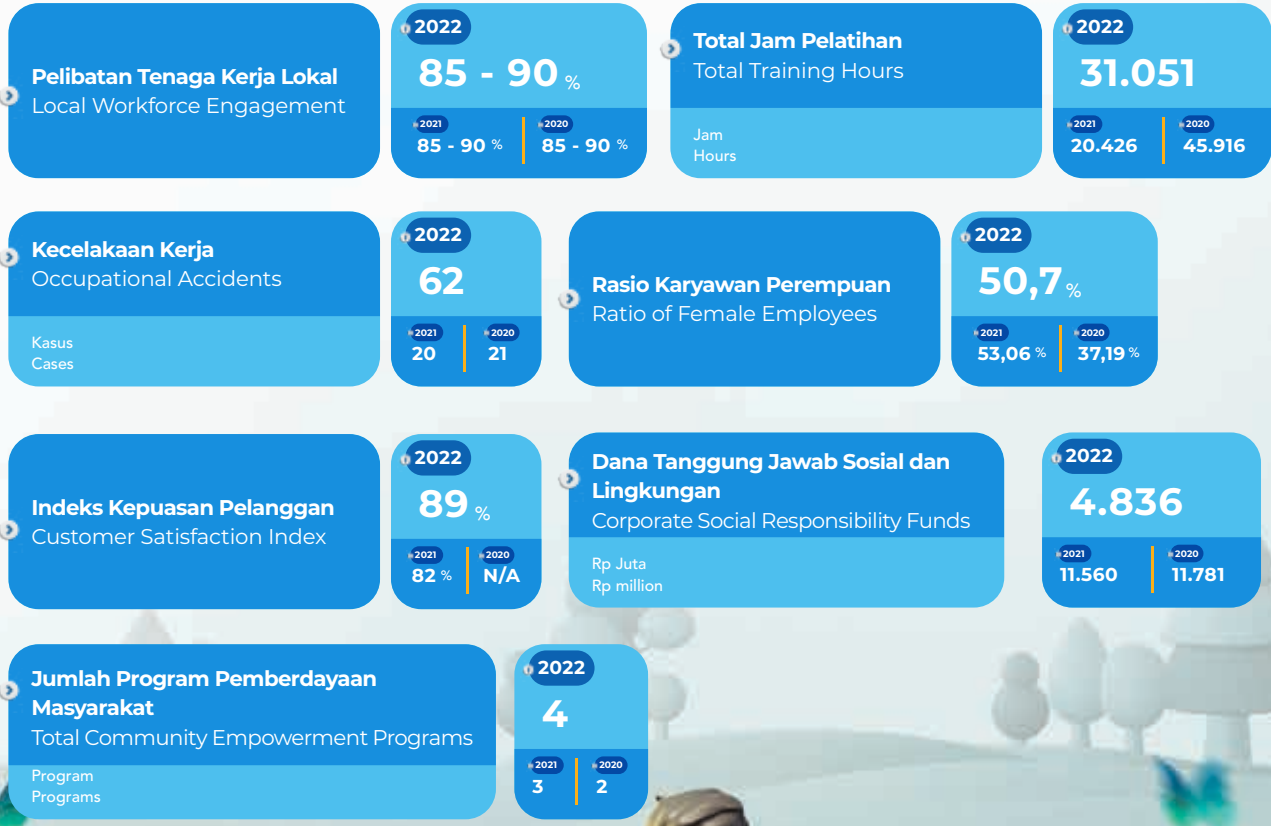 Pelibatan Tenaga Kerja Lokal
Local Workforce Engagement
2022
85 - 90 %
2021
85 - 90 %
2020
85 - 90 %
Total Jam Pelatihan
Total Training Hours
Jam
Hours
2022
31.051
2021
20.426
2020
45.916
Kecelakaan Kerja
Occupational Accidents
Kasus
Cases
2022
62
2021
20
2020
21
Rasio Karyawan Perempuan
Ratio of Female Employees
2022
50,7 %
2021
53,06 %
2020
37,19 %
Indeks Kepuasan Pelanggan
Customer Satisfaction Index
2022
89 %
2021
82 %
2020
N/A
Dana Tanggung Jawab Sosial dan
Lingkungan
Corporate Social Responsibility Funds
Rp Juta
Rp million
2022
4.836
2021
11.560
2020
11.781
Jumlah Program Pemberdayaan
Masyarakat
Total Community Empowerment Programs
Program
Programs
2022
4
2021
3
2020
2